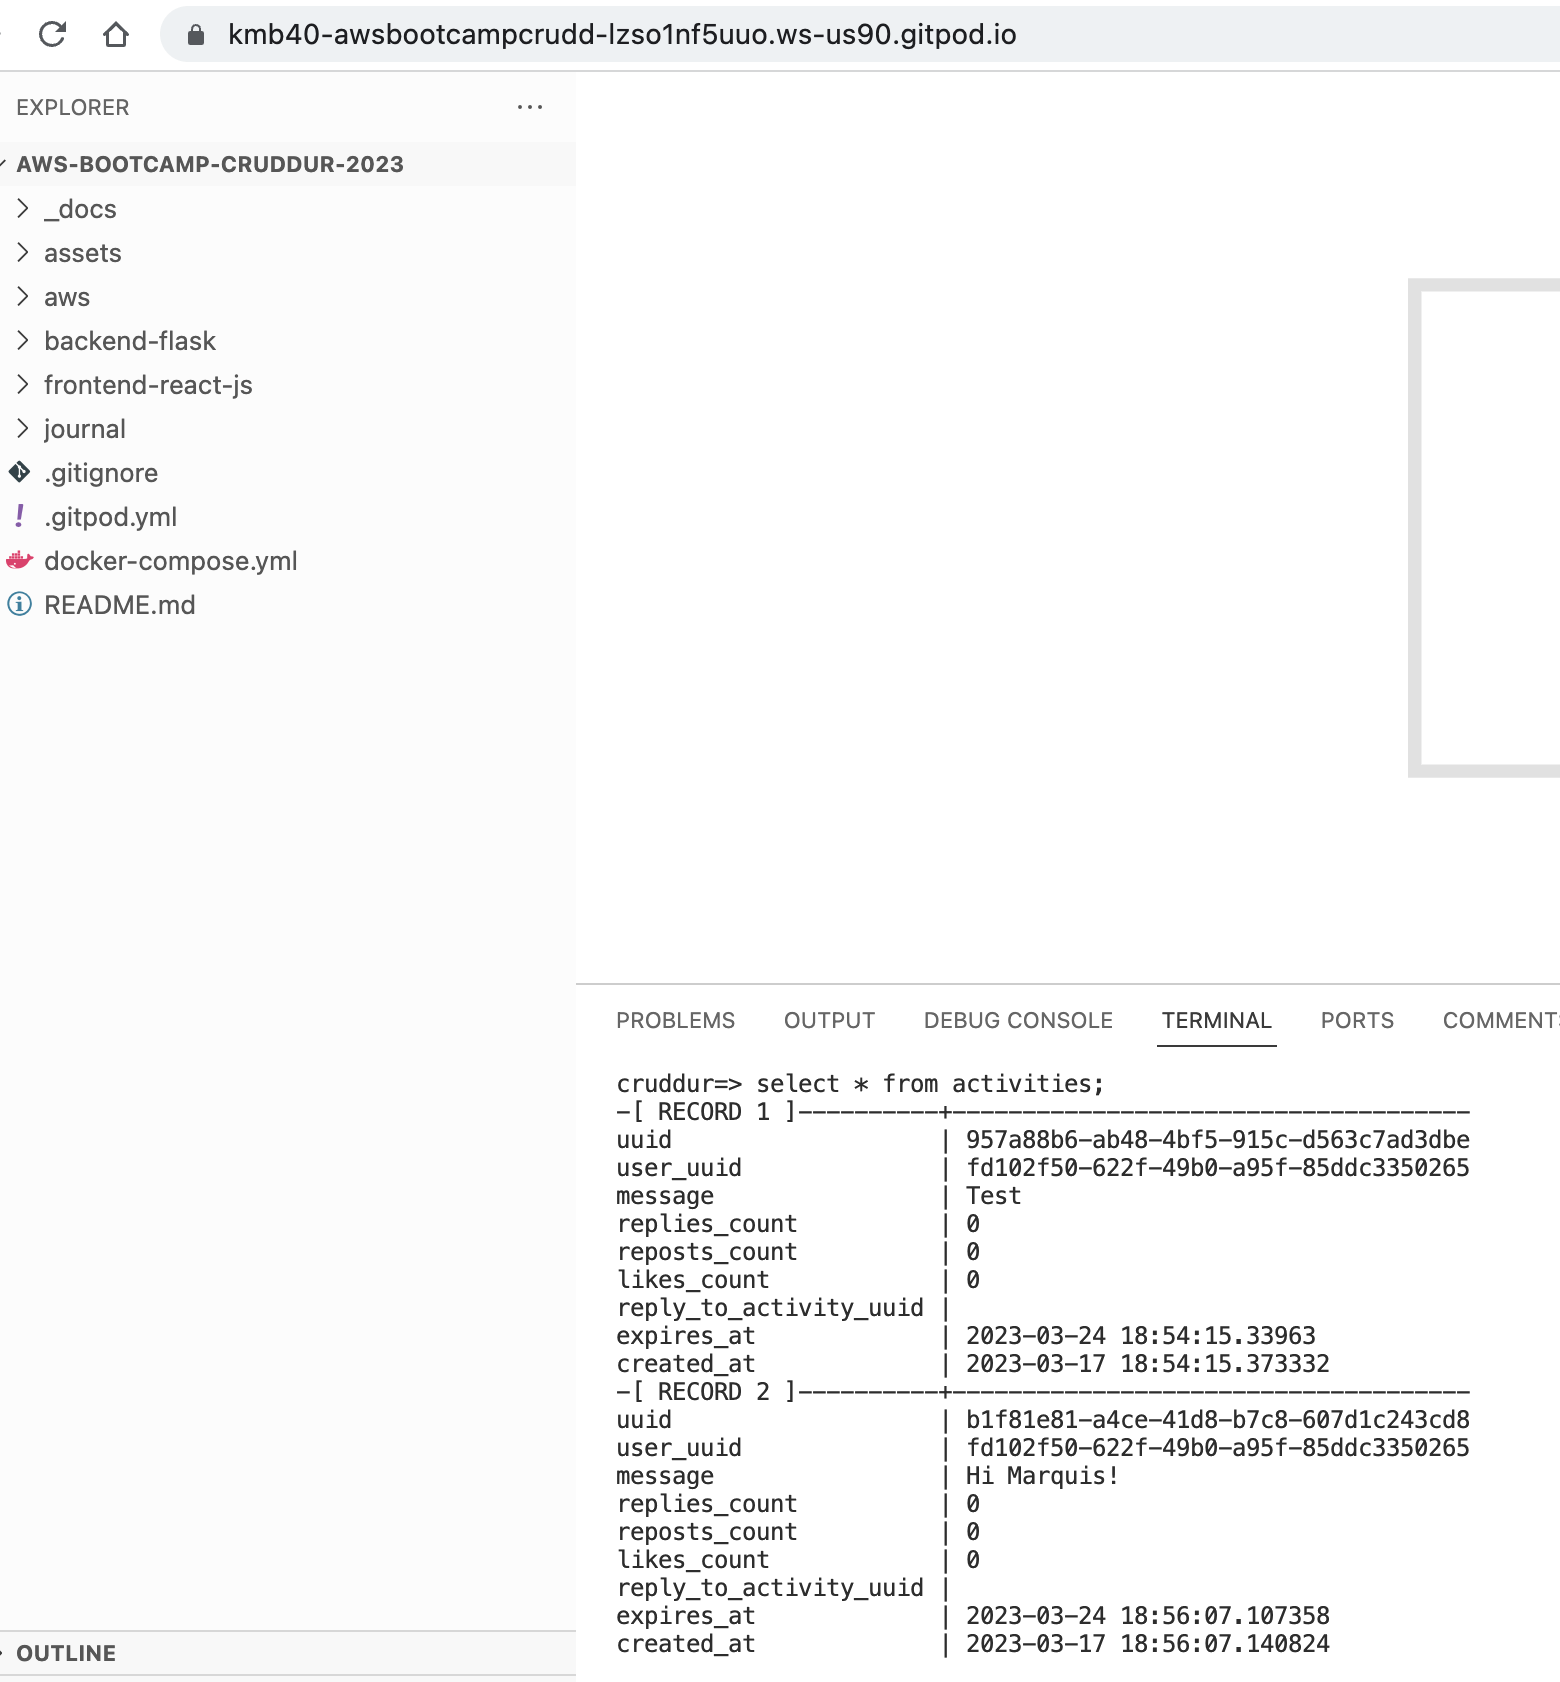 kmb40-awsbootcampcrudd-lzso1nf5uuo.ws-us90.gitpod.io
EXPLORER
AWS-BOOTCAMP-CRUDDUR-2023
_docs
assets
aws
backend-flask
frontend-react-js
journal
.gitignore
.gitpod.yml
docker-compose.yml
README.md
OUTLINE
PROBLEMS OUTPUT DEBUG CONSOLE TERMINAL PORTS COMMENTS
cruddur=> select * from activities;
-[ RECORD 1 ]----------+-------------------------------------
uuid | 957a88b6-ab48-4bf5-915c-d563c7ad3dbe
user_uuid | fd102f50-622f-49b0-a95f-85ddc3350265
message | Test
replies_count | 0
reposts_count | 0
likes_count | 0
reply_to_activity_uuid |
expires_at | 2023-03-24 18:54:15.33963
created_at | 2023-03-17 18:54:15.373332
-[ RECORD 2 ]----------+-------------------------------------
uuid | b1f81e81-a4ce-41d8-b7c8-607d1c243cd8
user_uuid | fd102f50-622f-49b0-a95f-85ddc3350265
message | Hi Marquis!
replies_count | 0
reposts_count | 0
likes_count | 0
reply_to_activity_uuid |
expires_at | 2023-03-24 18:56:07.107358
created_at | 2023-03-17 18:56:07.140824